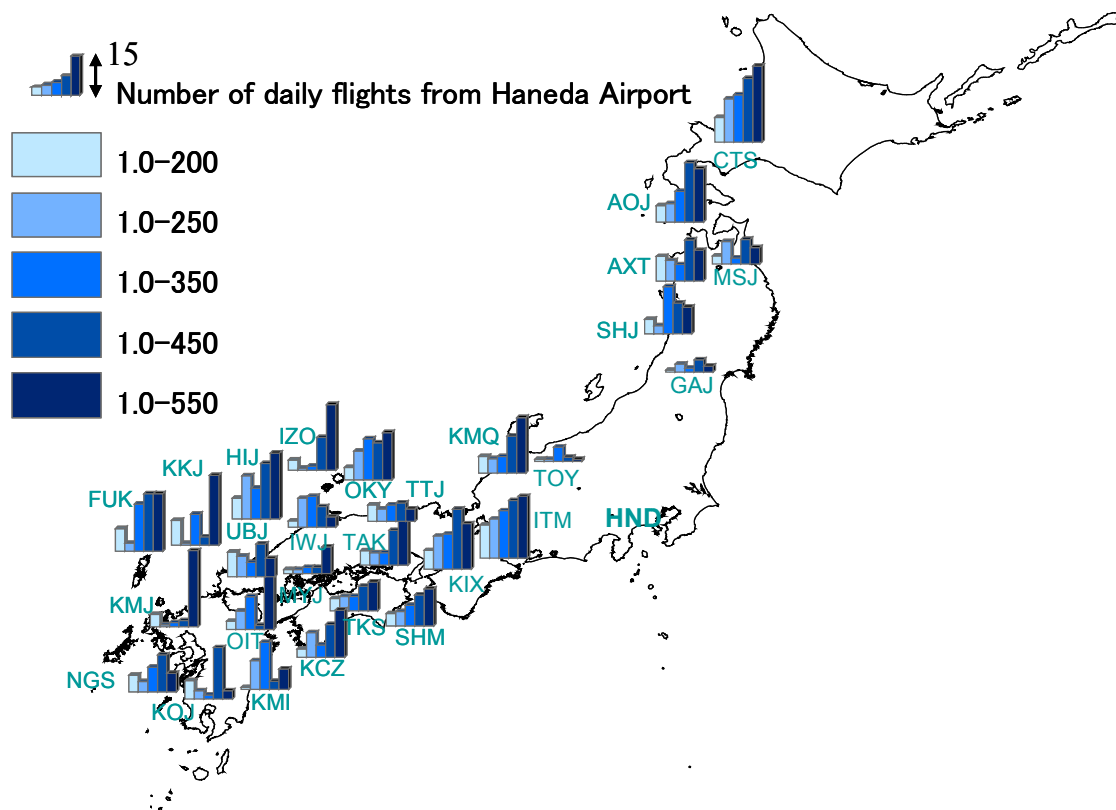 15
Number of daily flights from Haneda Airport
1.0-200
1.0-250
1.0-350
1.0-450
1.0-550
CTS
AOJ
AXT
MSJ
SHJ
GAJ
IZO
KMQ
HIJ
KKJ
TOY
OKY
TTJ
FUK
ITM
HND
UBJ
IWJ
TAK
KIX
MYJ
KMJ
TKS
OIT
SHM
KCZ
NGS
KMI
KOJ